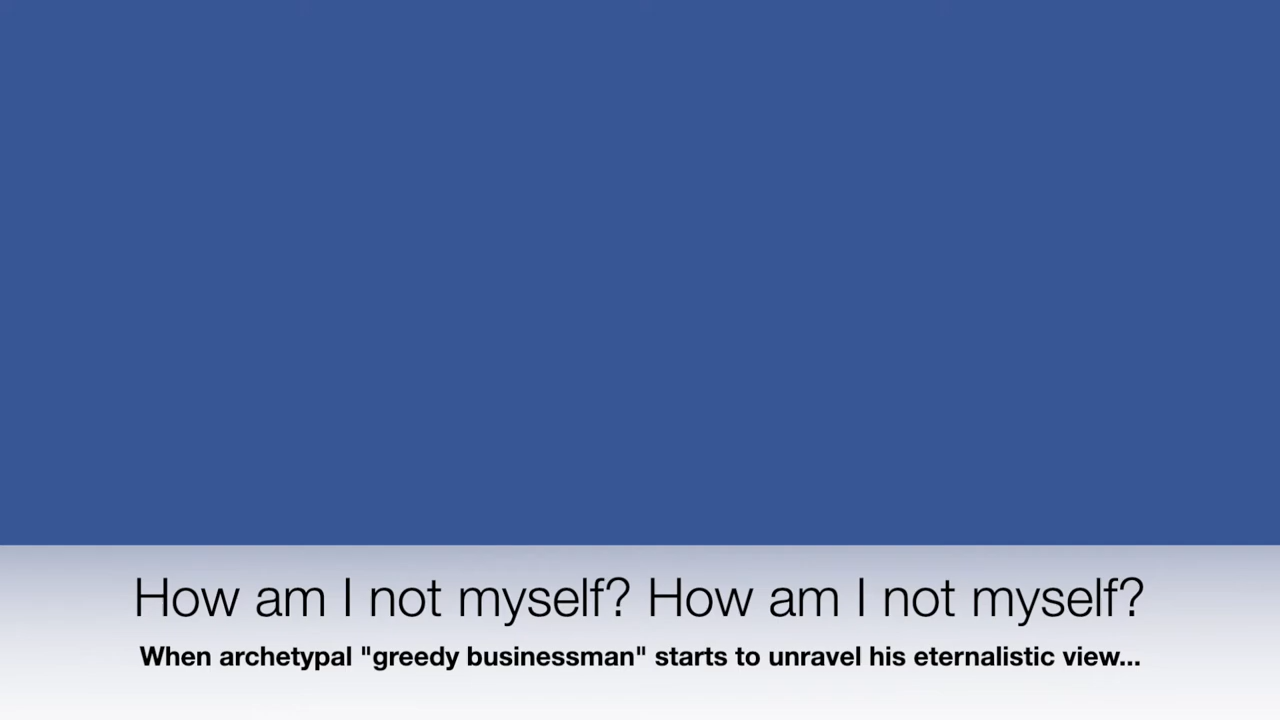 How am I not myself? How am I not myself?
When archetypal "greedy businessman" starts to unravel his eternalistic view...